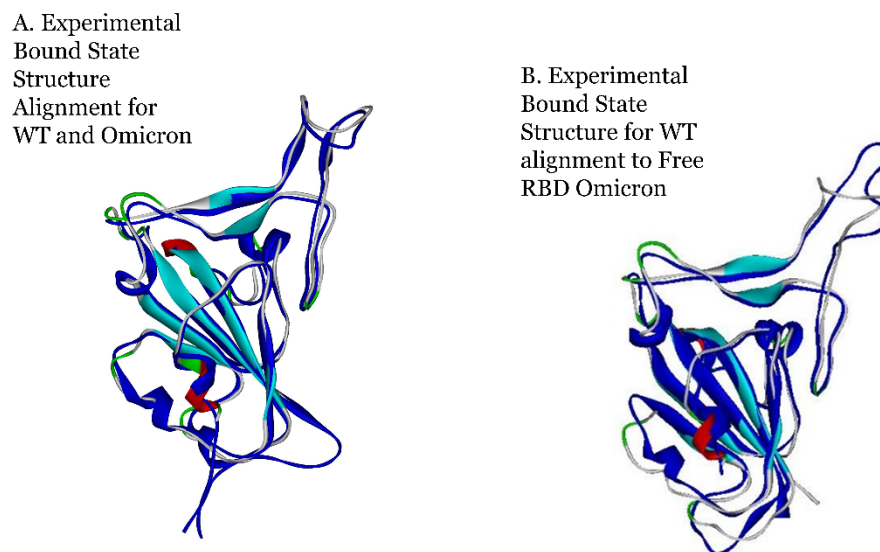 A. Experimental
Bound State
Structure
Alignment for
WT and Omicron
B. Experimental
Bound State
Structure for WT
alignment to Free
RBD Omicron